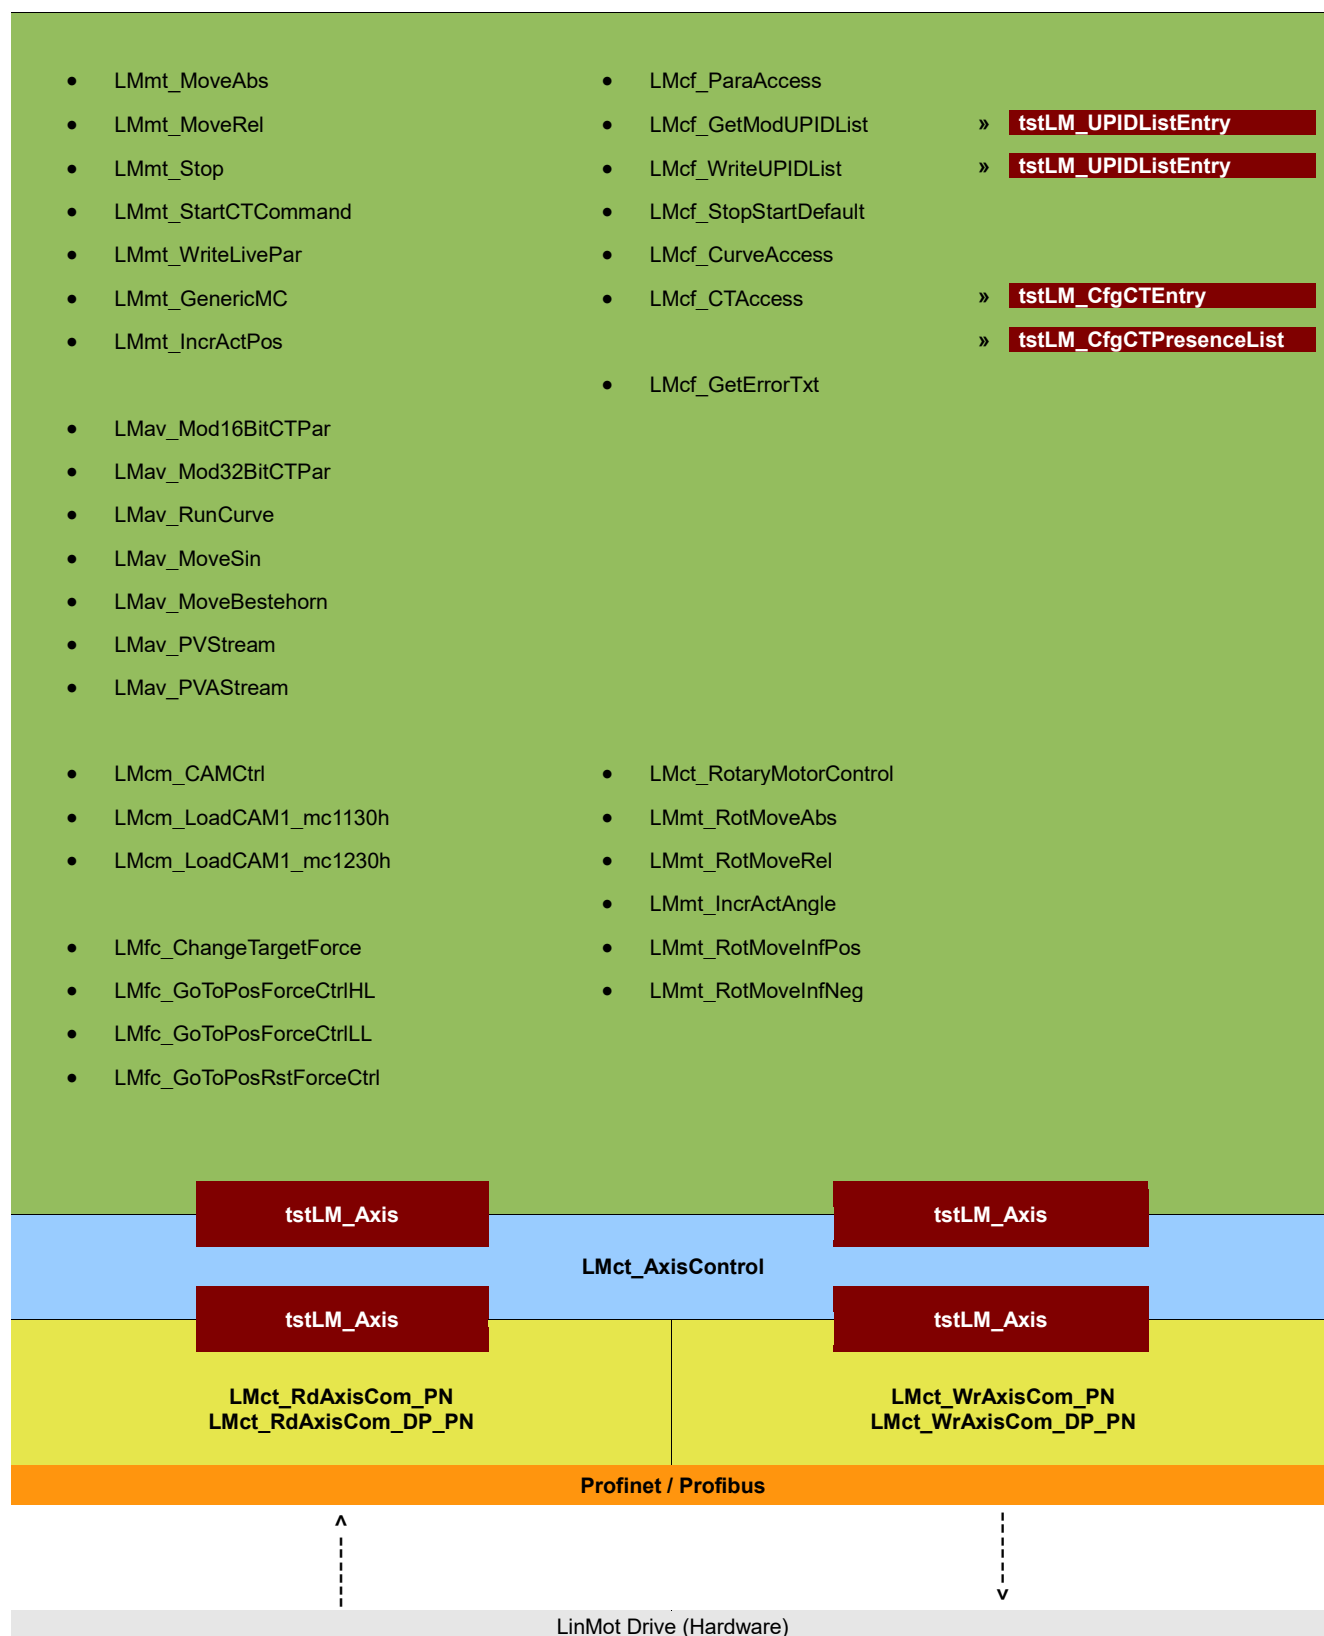 • LMmt_MoveAbs
• LMmt_MoveRel
• LMmt_Stop
• LMmt_StartCTCommand
• LMmt_WriteLivePar
• LMmt_GenericMC
• LMmt_IncrActPos
• LMav_Mod16BitCTPar
• LMav_Mod32BitCTPar
• LMav_RunCurve
• LMav_MoveSin
• LMav_MoveBestehorn
• LMav_PVStream
• LMav_PVAStream
• LMcm_CAMCtrl
• LMcm_LoadCAM1_mc1130h
• LMcm_LoadCAM1_mc1230h
• LMfc_ChangeTargetForce
• LMfc_GoToPosForceCtrlHL
• LMfc_GoToPosForceCtrlLL
• LMfc_GoToPosRstForceCtrl
• LMcf_ParaAccess
• LMcf_GetModUPIDList » tstLM_UPIDListEntry
• LMcf_WriteUPIDList » tstLM_UPIDListEntry
• LMcf_StopStartDefault
• LMcf_CurveAccess
• LMcf_CTAccess » tstLM_CfgCTEntry
» tstLM_CfgCTPresenceList
• LMcf_GetErrorTxt
• LMct_RotaryMotorControl
• LMmt_RotMoveAbs
• LMmt_RotMoveRel
• LMmt_IncrActAngle
• LMmt_RotMoveInfPos
• LMmt_RotMoveInfNeg
tstLM_Axis
tstLM_Axis
LMct_AxisControl
tstLM_Axis
tstLM_Axis
LMct_RdAxisCom_PN
LMct_RdAxisCom_DP_PN
LMct_WrAxisCom_PN
LMct_WrAxisCom_DP_PN
Profinet / Profibus
LinMot Drive (Hardware)